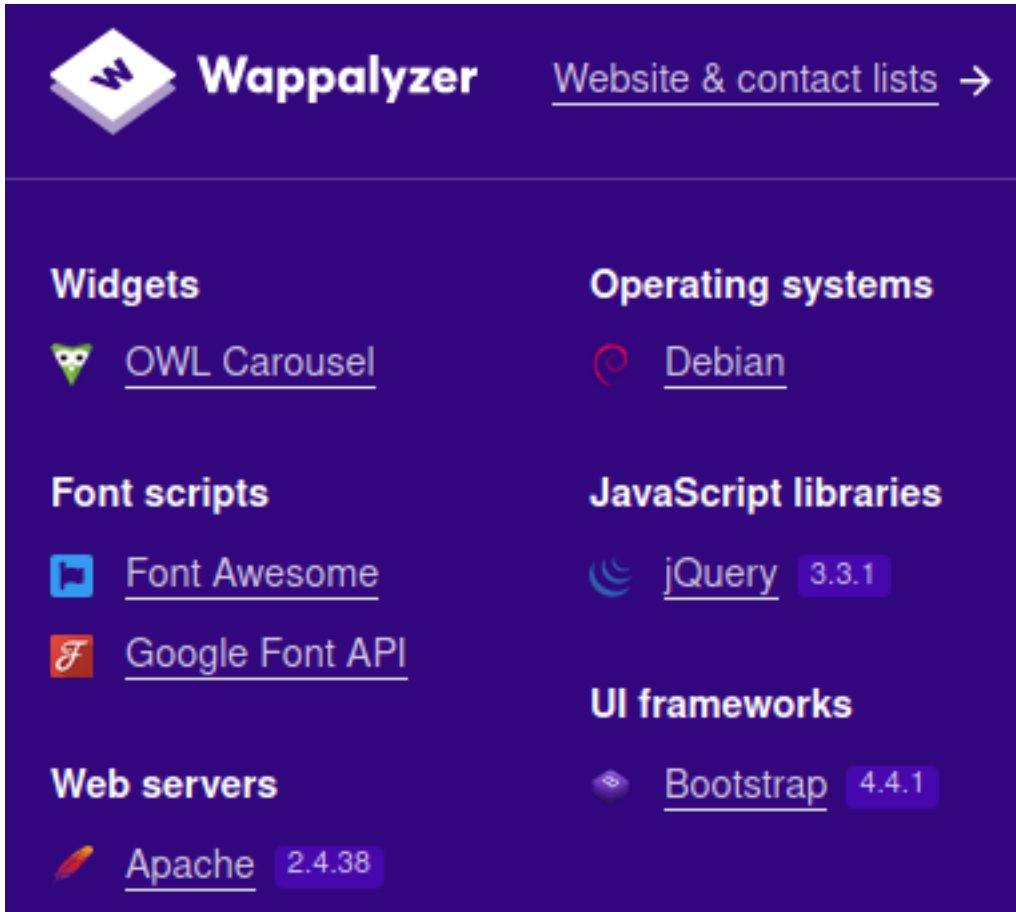 Wappalyzer
Website & contact lists →
Widgets
OWL Carousel
Font scripts
Font Awesome
Google Font API
Web servers
Apache 2.4.38
Operating systems
Debian
JavaScript libraries
jQuery 3.3.1
UI frameworks
Bootstrap 4.4.1